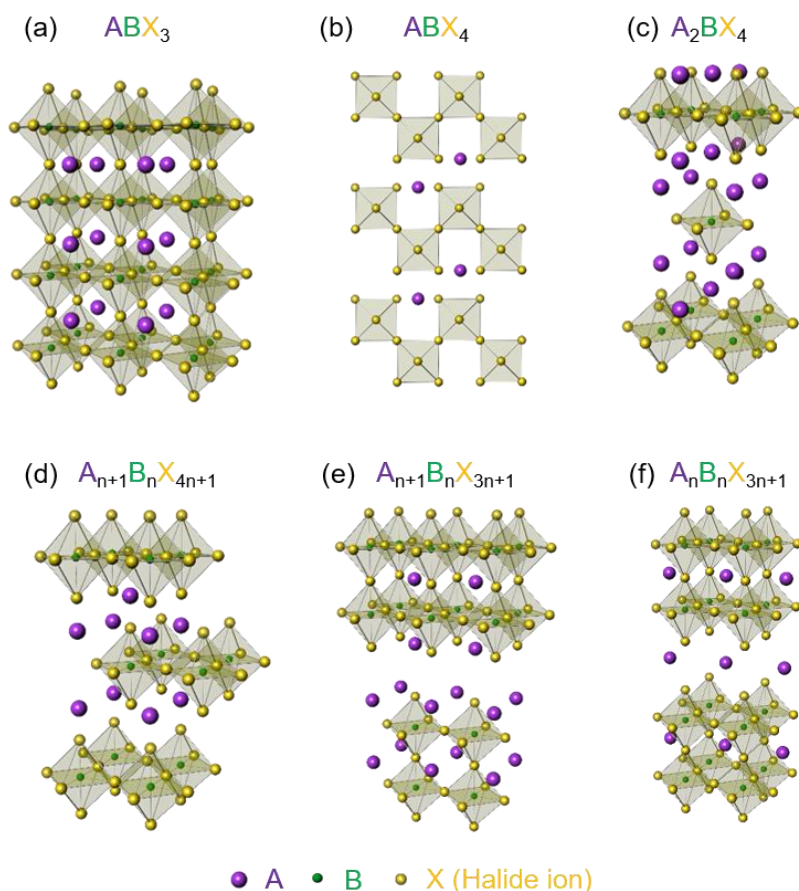 (a) ABX₃
(b) ABX₄
(c) A₂BX₄
(d) Aₙ₊₁BₙX₄ₙ₊₁
(e) Aₙ₊₁BₙX₃ₙ₊₁
(f) AₙBₙX₃ₙ₊₁
A B X (Halide ion)